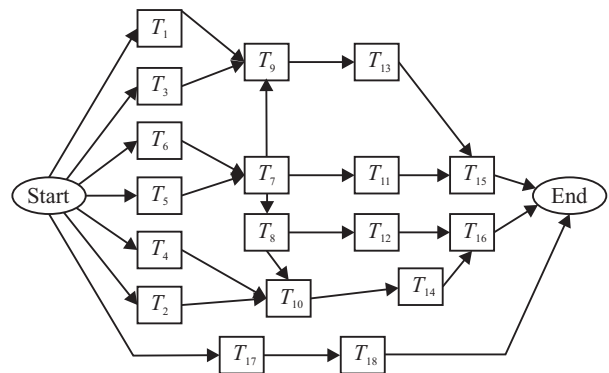 T₁
T₉
T₁₃
T₃
T₆
T₇
T₁₁
T₁₅
Start
T₅
End
T₈
T₁₂
T₁₆
T₄
T₁₀
T₁₄
T₂
T₁₇
T₁₈